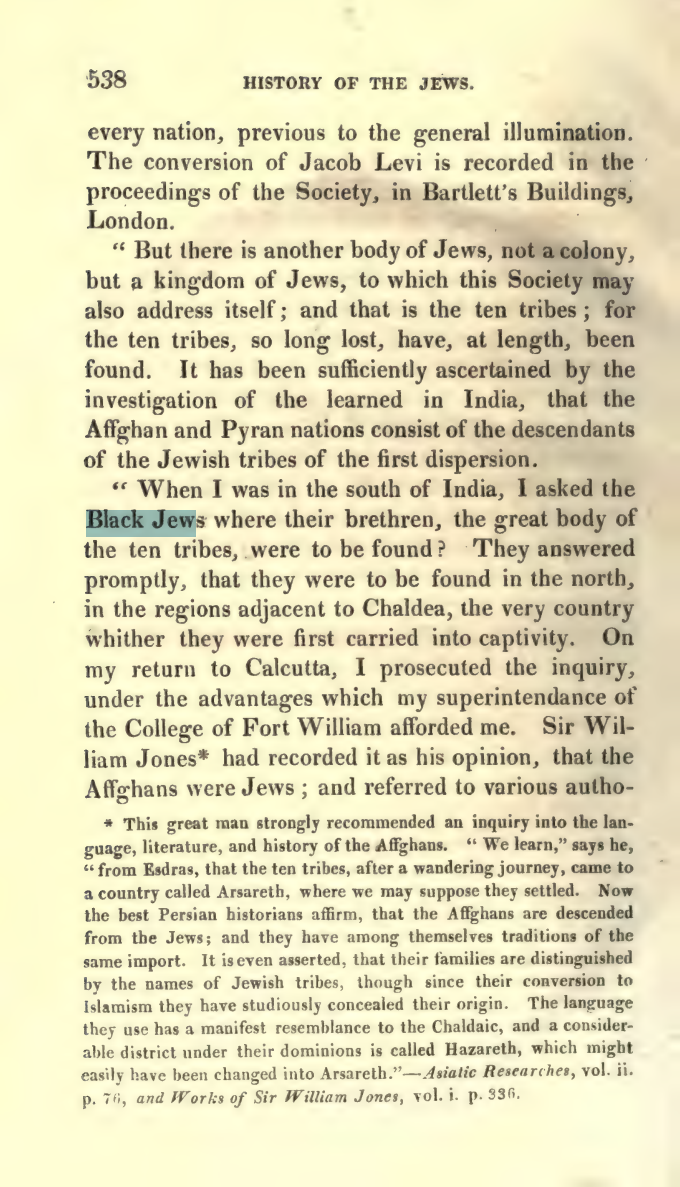 538 HISTORY OF THE JEWS.
every nation, previous to the general illumination.
The conversion of Jacob Levi is recorded in the
proceedings of the Society, in Bartlett's Buildings,
London.
“ But there is another body of Jews, not a colony,
but a kingdom of Jews, to which this Society may
also address itself ; and that is the ten tribes ; for
the ten tribes, so long lost, have, at length, been
found. It has been sufficiently ascertained by the
investigation of the learned in India, that the
Affghan and Pyran nations consist of the descendants
of the Jewish tribes of the first dispersion.
“ When I was in the south of India, I asked the
Black Jews where their brethren, the great body of
the ten tribes, were to be found ? They answered
promptly, that they were to be found in the north,
in the regions adjacent to Chaldea, the very country
whither they were first carried into captivity. On
my return to Calcutta, I prosecuted the inquiry,
under the advantages which my superintendance of
the College of Fort William afforded me. Sir Wil-
liam Jones* had recorded it as his opinion, that the
Affghans were Jews ; and referred to various autho-
* This great man strongly recommended an inquiry into the lan-
guage, literature, and history of the Affghans. “ We learn,” says he,
“ from Esdras, that the ten tribes, after a wandering journey, came to
a country called Arsareth, where we may suppose they settled. Now
the best Persian historians affirm, that the Affghans are descended
from the Jews; and they have among themselves traditions of the
same import. It is even asserted, that their families are distinguished
by the names of Jewish tribes, though since their conversion to
Islamism they have studiously concealed their origin. The language
they use has a manifest resemblance to the Chaldaic, and a consider-
able district under their dominions is called Hazareth, which might
easily have been changed into Arsareth.”—Asiatic Researches, vol. ii.
p. 76, and Works of Sir William Jones, vol. i. p. 336.